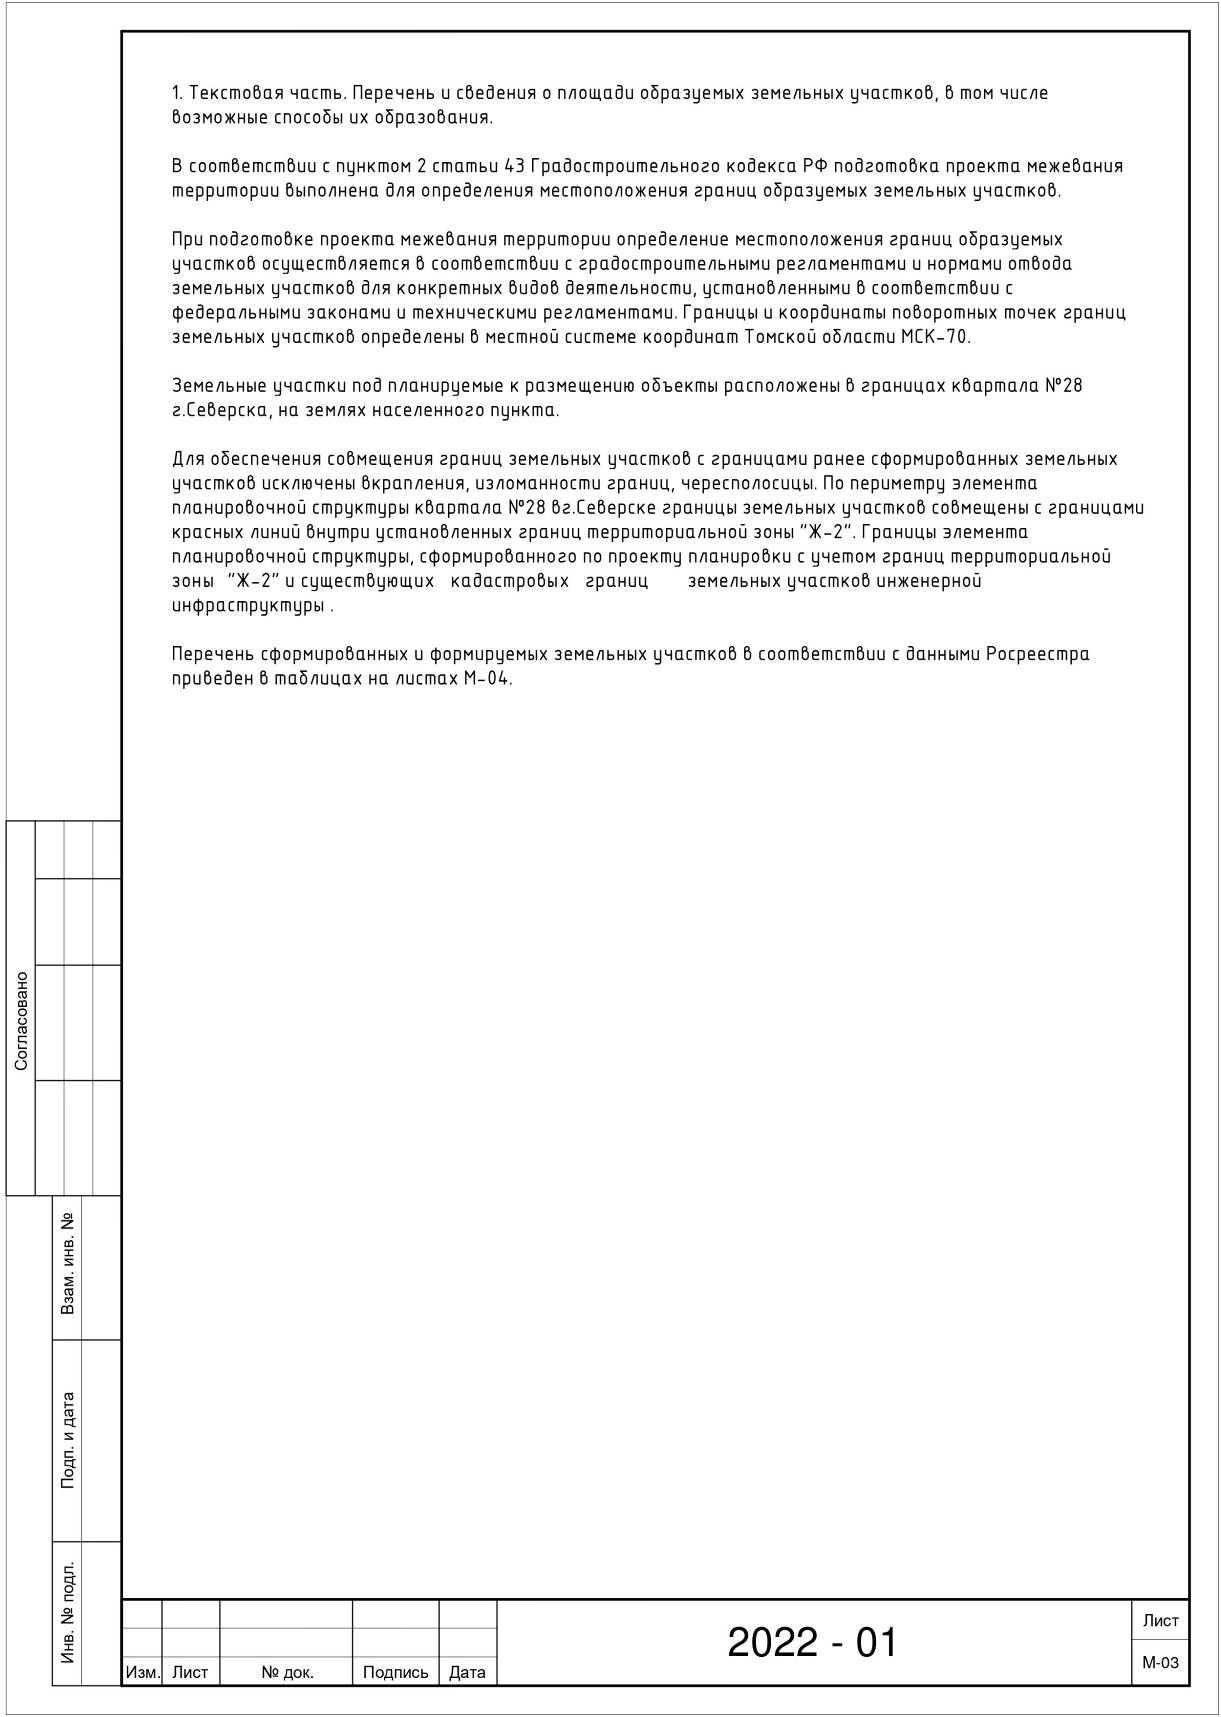 1. Текстовая часть. Перечень и сведения о площади образуемых земельных участков, в том числе
возможные способы их образования.
В соответствии с пунктом 2 статьи 43 Градостроительного кодекса РФ подготовка проекта межевания
территории выполнена для определения местоположения границ образуемых земельных участков.
При подготовке проекта межевания территории определение местоположения границ образуемых
участков осуществляется в соответствии с градостроительными регламентами и нормами отвода
земельных участков для конкретных видов деятельности, установленными в соответствии с
федеральными законами и техническими регламентами. Границы и координаты поворотных точек границ
земельных участков определены в местной системе координат Томской области МСК-70.
Земельные участки под планируемые к размещению объекты расположены в границах квартала №28
г.Северска, на землях населенного пункта.
Для обеспечения совмещения границ земельных участков с границами ранее сформированных земельных
участков исключены вкрапления, изломанности границ, чересполосицы. По периметру элемента
планировочной структуры квартала №28 вг.Северске границы земельных участков совмещены с границами
красных линий внутри установленных границ территориальной зоны "Ж-2". Границы элемента
планировочной структуры, сформированного по проекту планировки с учетом границ территориальной
зоны "Ж-2" и существующих кадастровых границ земельных участков инженерной
инфраструктуры .
Перечень сформированных и формируемых земельных участков в соответствии с данными Росреестра
приведен в таблицах на листах М-04.
Согласовано
Взам. инв. №
Подп. и дата
Инв. № подл.
Изм. Лист № док. Подпись Дата
2022 - 01
Лист
М-03